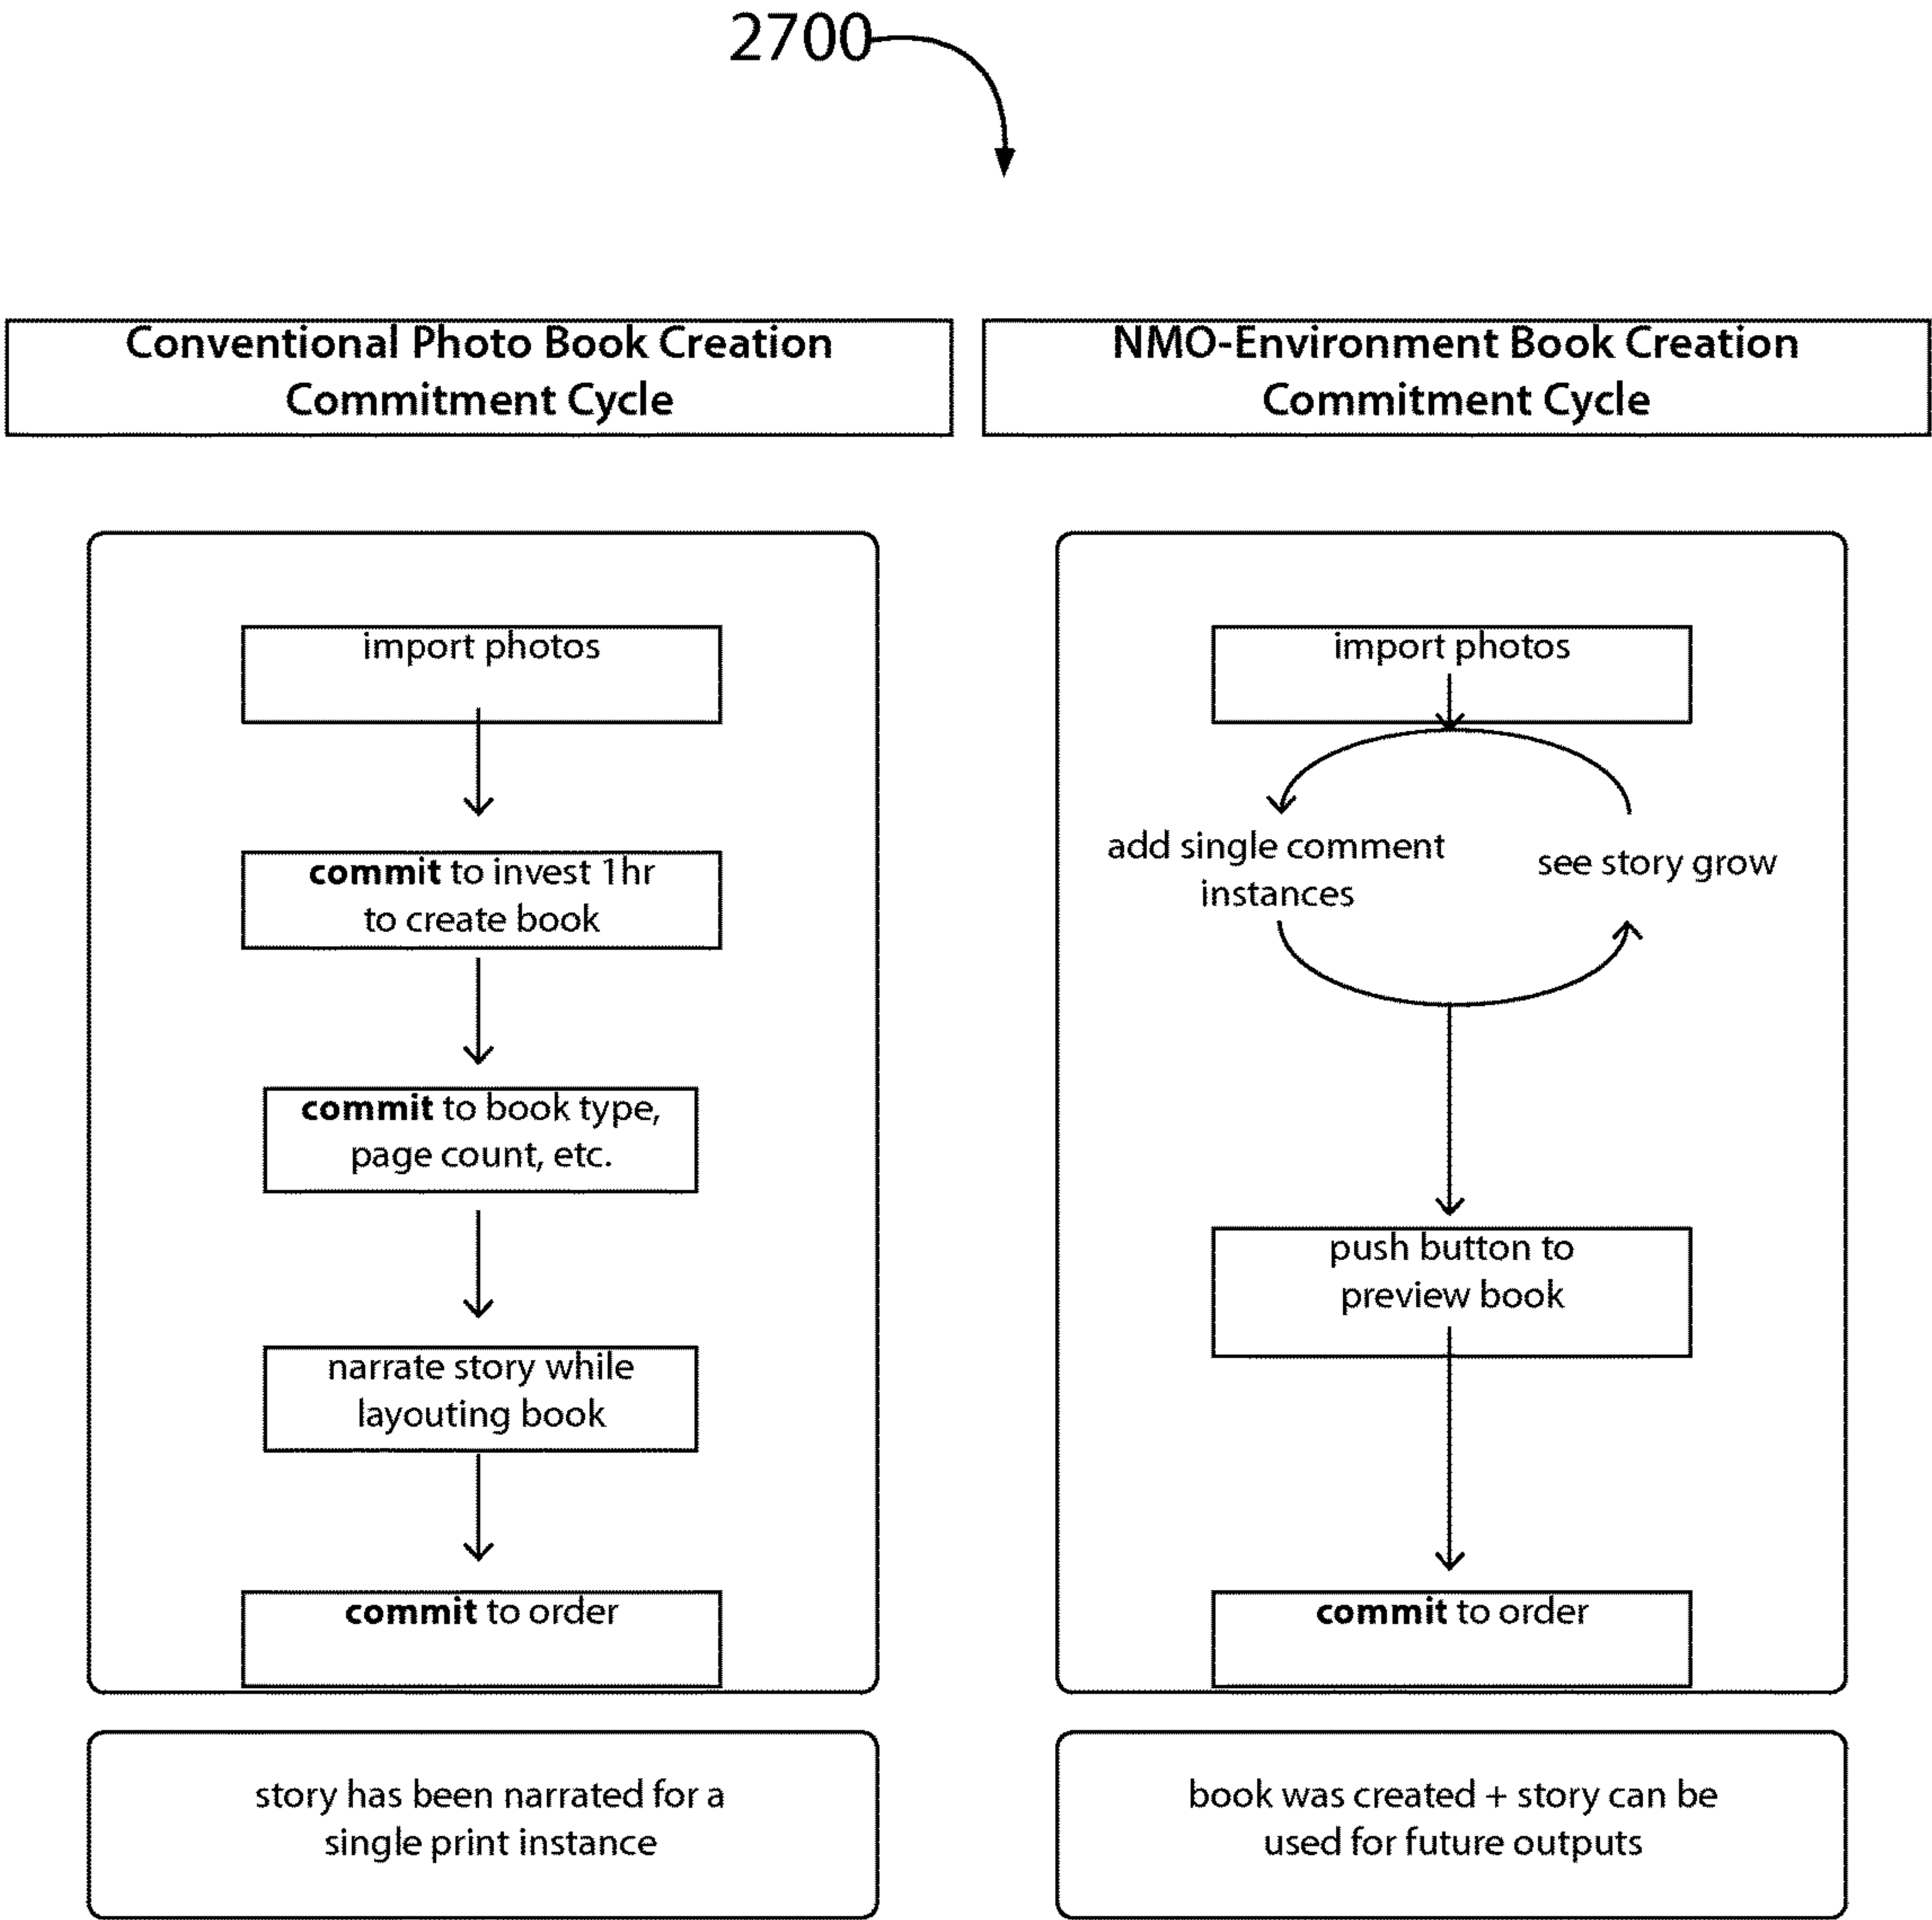 2700
Conventional Photo Book Creation
Commitment Cycle
import photos
commit to invest 1hr
to create book
commit to book type,
page count, etc.
narrate story while
layouting book
commit to order
story has been narrated for a
single print instance
NMO-Environment Book Creation
Commitment Cycle
import photos
add single comment
instances
see story grow
push button to
preview book
commit to order
book was created + story can be
used for future outputs